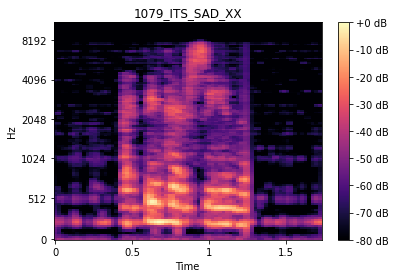 1079_ITS_SAD_XX
+0 dB
8192
-10 dB
4096
-20 dB
-30 dB
2048
Hz
-40 dB
1024
-50 dB
512
-60 dB
-70 dB
0
-80 dB
0
0.5
1
1.5
Time